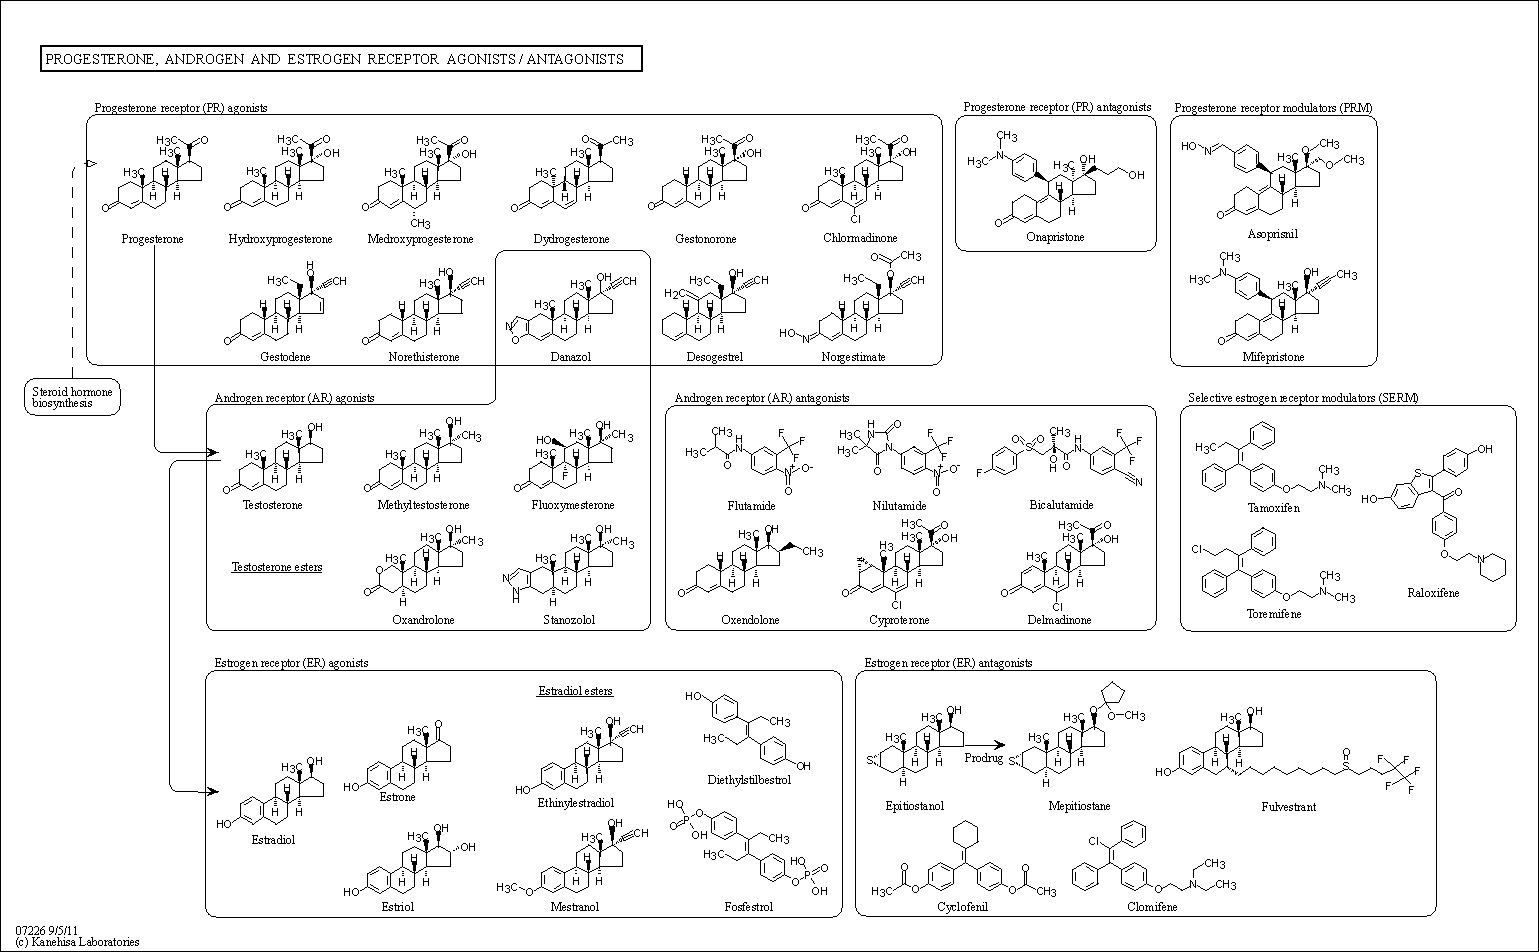 PROGESTERONE, ANDROGEN AND ESTROGEN RECEPTOR AGONISTS / ANTAGONISTS
Progesterone receptor (PR) agonists
Progesterone
Hydroxyprogesterone
Medroxyprogesterone
Dydrogesterone
Gestonorone
Chlormadinone
Gestodene
Norethisterone
Danazol
Desogestrel
Norgestimate
Progesterone receptor (PR) antagonists
Onapristone
Progesterone receptor modulators (PRM)
Asoprisnil
Mifepristone
Steroid hormone
biosynthesis
Androgen receptor (AR) agonists
Testosterone
Methyltestosterone
Fluoxymesterone
Testosterone esters
Oxandrolone
Stanozolol
Androgen receptor (AR) antagonists
Flutamide
Nilutamide
Bicalutamide
Oxendolone
Cyproterone
Delmadinone
Selective estrogen receptor modulators (SERM)
Tamoxifen
Toremifene
Raloxifene
Estrogen receptor (ER) agonists
Estradiol esters
Estradiol
Estrone
Ethinylestradiol
Diethylstilbestrol
Estriol
Mestranol
Fosfestrol
Estrogen receptor (ER) antagonists
Epitiostanol
Prodrug
Mepitiostane
Fulvestrant
Cyclofenil
Clomifene
07226 9/5/11
(c) Kanehisa Laboratories